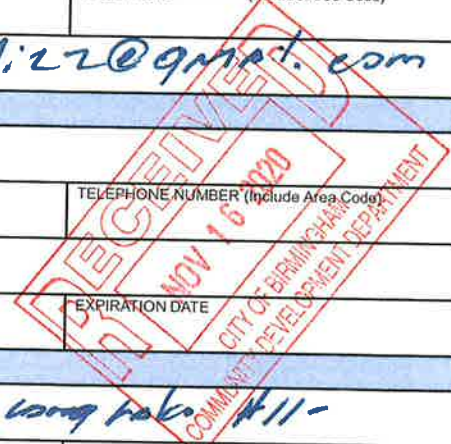 izz@gmail.com
RECEIVED
TELEPHONE NUMBER (Include Area Code)
NOV 16 2020
CITY OF BIRMINGHAM
COMMUNITY DEVELOPMENT DEPARTMENT
EXPIRATION DATE
#11-